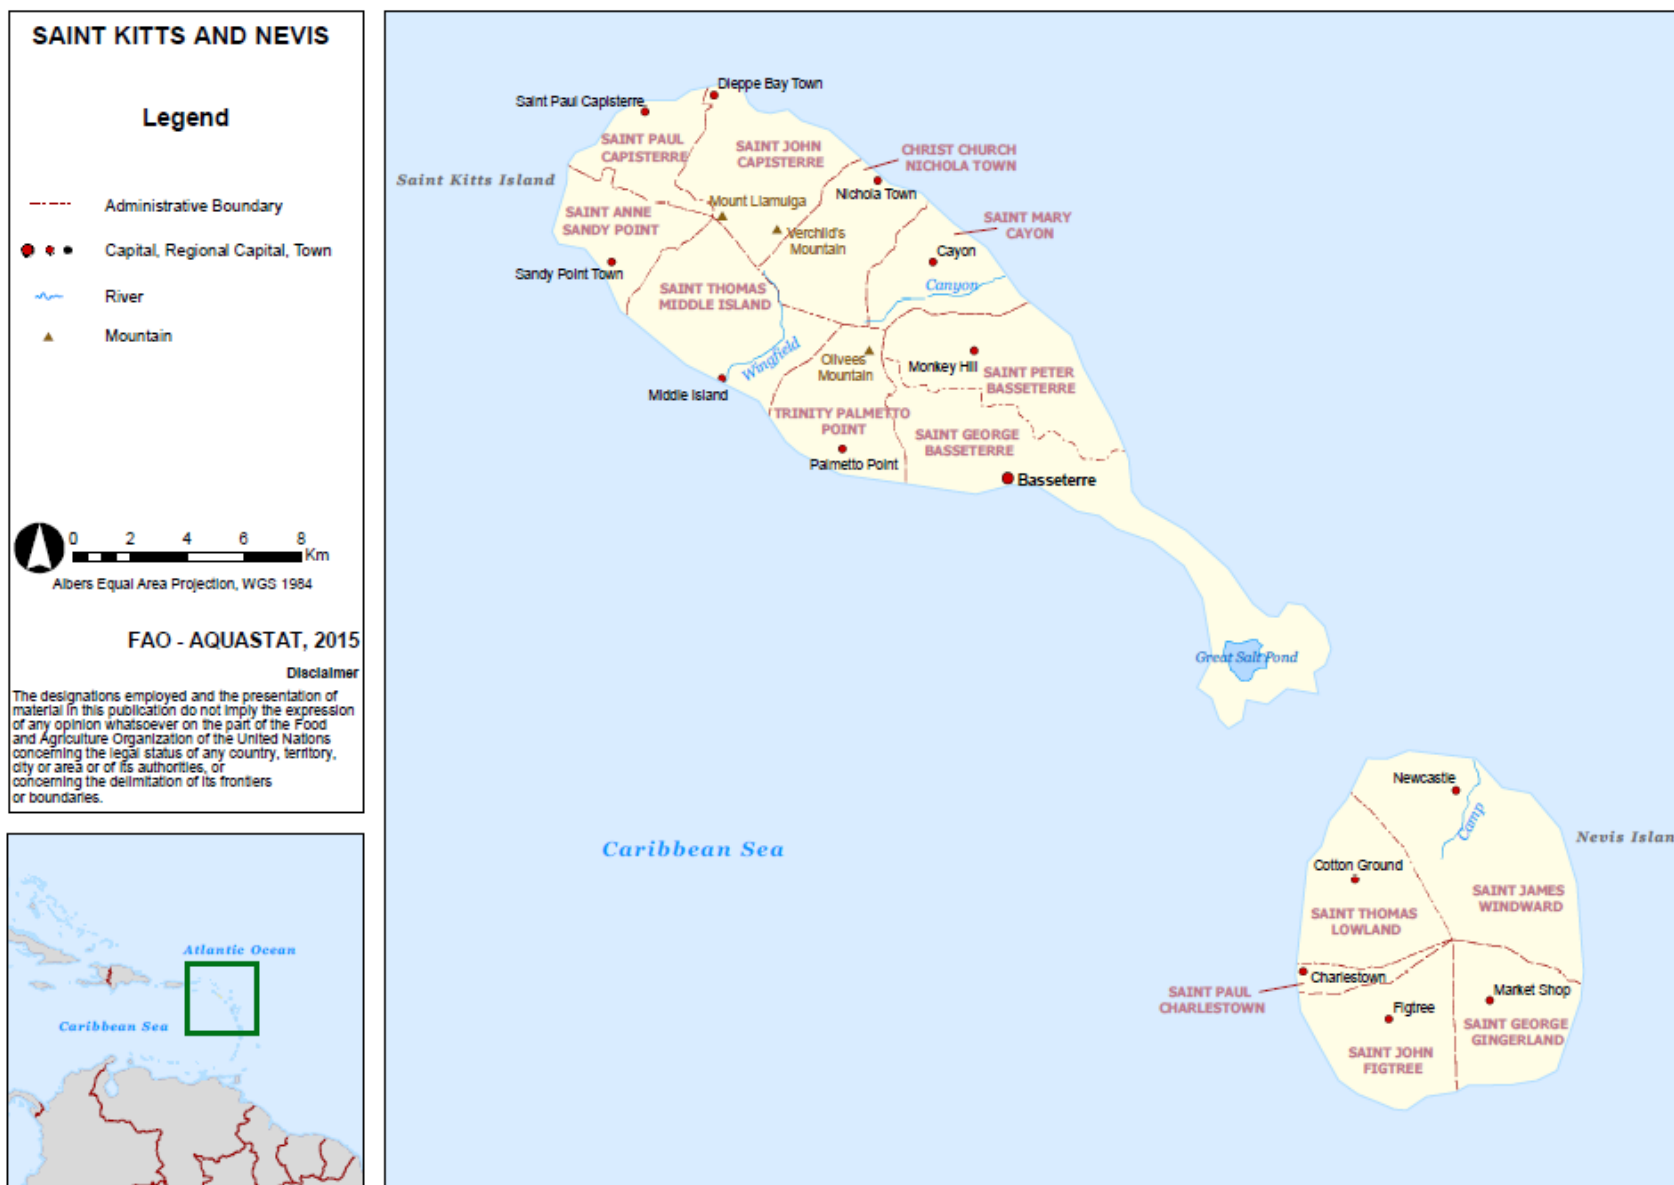 SAINT KITTS AND NEVIS
Legend
Administrative Boundary
Capital, Regional Capital, Town
River
Mountain
0 2 4 6 8
Km
Albers Equal Area Projection, WGS 1984
FAO - AQUASTAT, 2015
Disclaimer
The designations employed and the presentation of
material in this publication do not imply the expression
of any opinion whatsoever on the part of the Food
and Agriculture Organization of the United Nations
concerning the legal status of any country, territory,
city or area or of its authorities, or
concerning the delimitation of its frontiers
or boundaries.
Atlantic Ocean
Caribbean Sea
Dieppe Bay Town
Saint Paul Capisterre
SAINT PAUL
CAPISTERRE
SAINT JOHN
CAPISTERRE
CHRIST CHURCH
NICHOLA TOWN
Saint Kitts Island
Nichola Town
Mount Liamuiga
SAINT ANNE
SANDY POINT
Verchild's
Mountain
SAINT MARY
CAYON
Cayon
Sandy Point Town
SAINT THOMAS
MIDDLE ISLAND
Canyon
Wingfield
Olivees
Mountain
Monkey Hill
SAINT PETER
BASSETERRE
Middle Island
TRINITY PALMETTO
POINT
SAINT GEORGE
BASSETERRE
Palmetto Point
Basseterre
Great Salt Pond
Newcastle
Camp
Caribbean Sea
Nevis Islan
Cotton Ground
SAINT JAMES
WINDWARD
SAINT THOMAS
LOWLAND
Charlestown
SAINT PAUL
CHARLESTOWN
Market Shop
Figtree
SAINT GEORGE
GINGERLAND
SAINT JOHN
FIGTREE